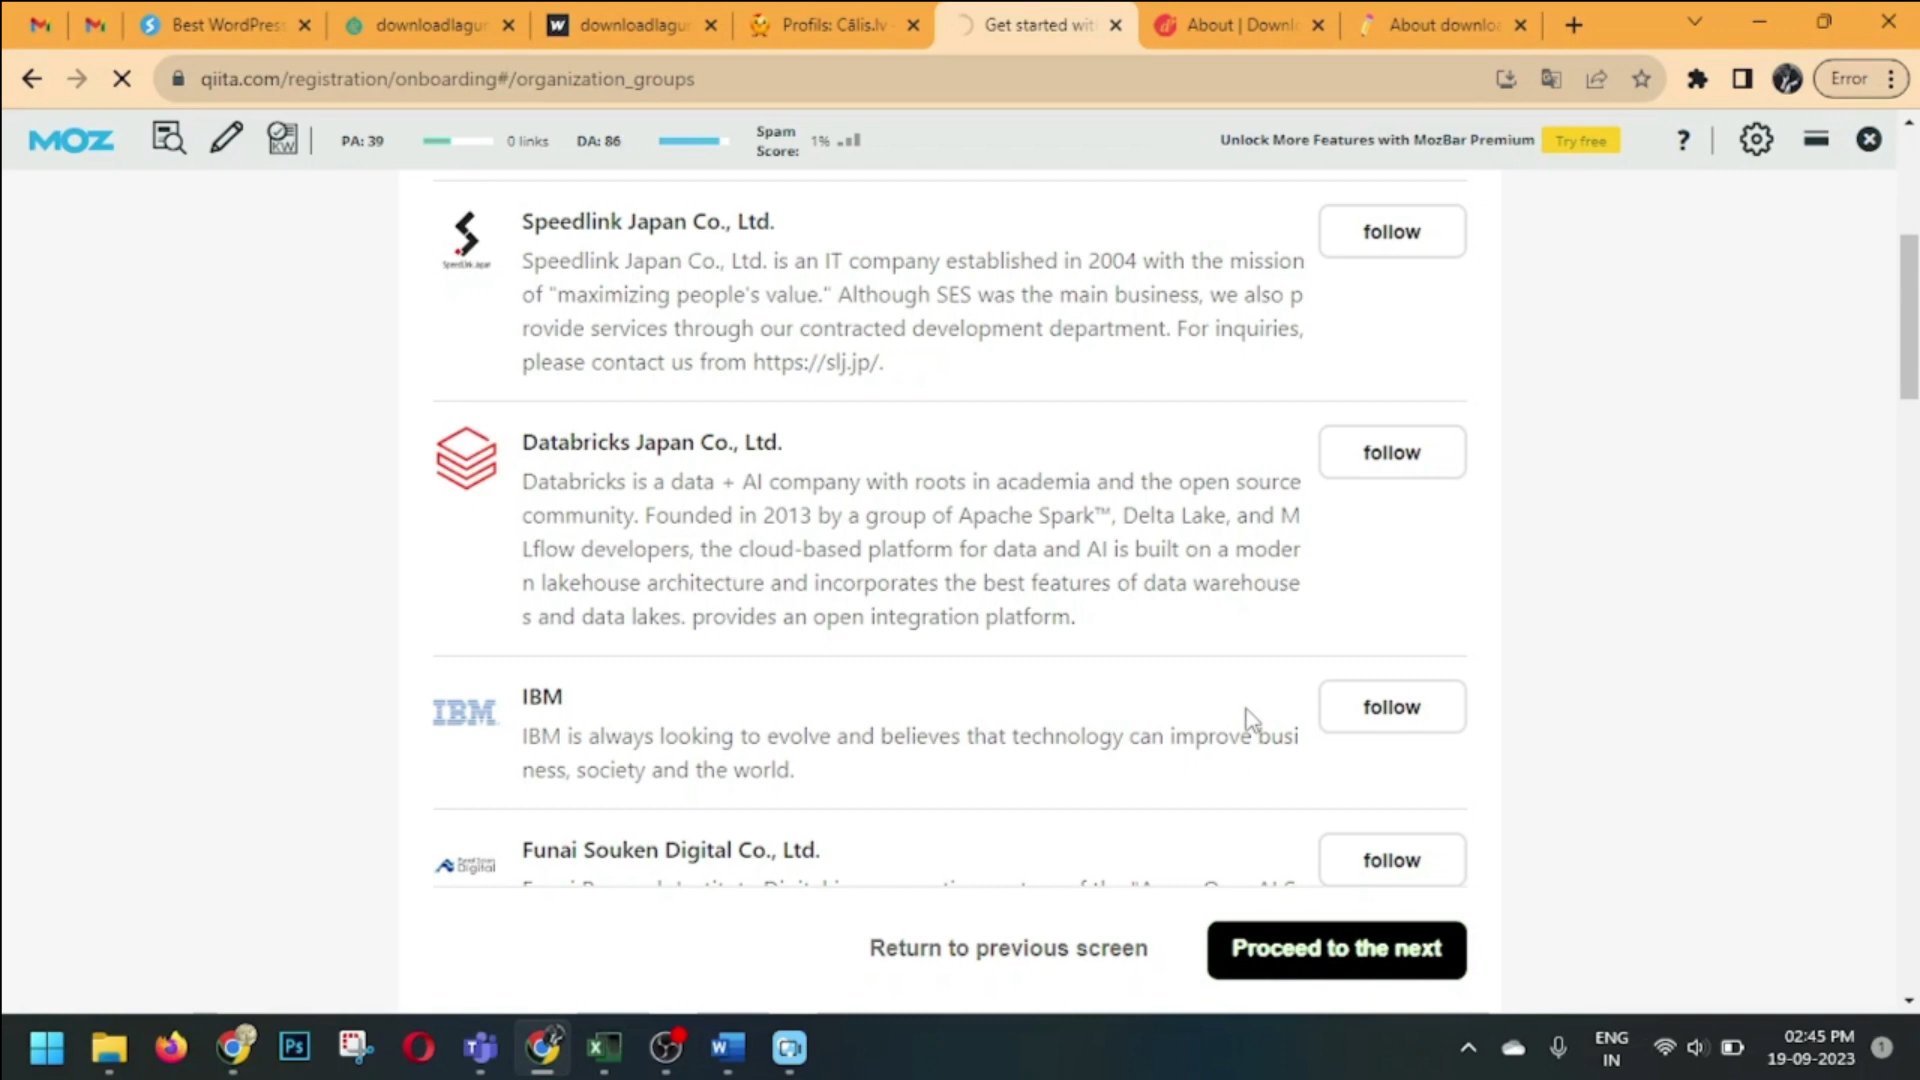 Best WordPress
downloadlagu
downloadlagu
Profils: Cālis.lv
Get started wit
About | Downl
About downlo
qiita.com/registration/onboarding#/organization_groups
Error
MOZ
KW
PA: 39
0 links
DA: 86
Spam
Score:
1%
Unlock More Features with MozBar Premium
Try free
?
Speedlink Japan Co., Ltd.
follow
SpeedLink Japan
Speedlink Japan Co., Ltd. is an IT company established in 2004 with the mission
of "maximizing people's value." Although SES was the main business, we also p
rovide services through our contracted development department. For inquiries,
please contact us from https://slj.jp/.
Databricks Japan Co., Ltd.
follow
Databricks is a data + AI company with roots in academia and the open source
community. Founded in 2013 by a group of Apache Spark™, Delta Lake, and M
Lflow developers, the cloud-based platform for data and AI is built on a moder
n lakehouse architecture and incorporates the best features of data warehouse
s and data lakes. provides an open integration platform.
IBM
IBM
follow
IBM is always looking to evolve and believes that technology can improve busi
ness, society and the world.
Funai Souken Digital Co., Ltd.
follow
Digital
Return to previous screen
Proceed to the next
Ps
ENG
IN
02:45 PM
19-09-2023
1